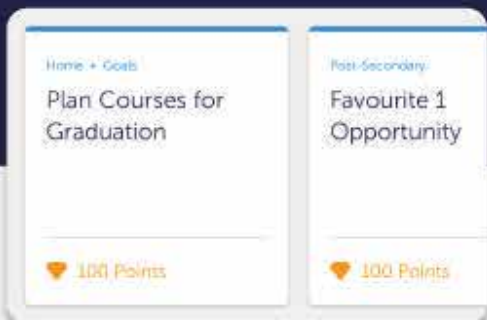 Home + Goals
Plan Courses for
Graduation
100 Points
Post-Secondary
Favourite 1
Opportunity
100 Points